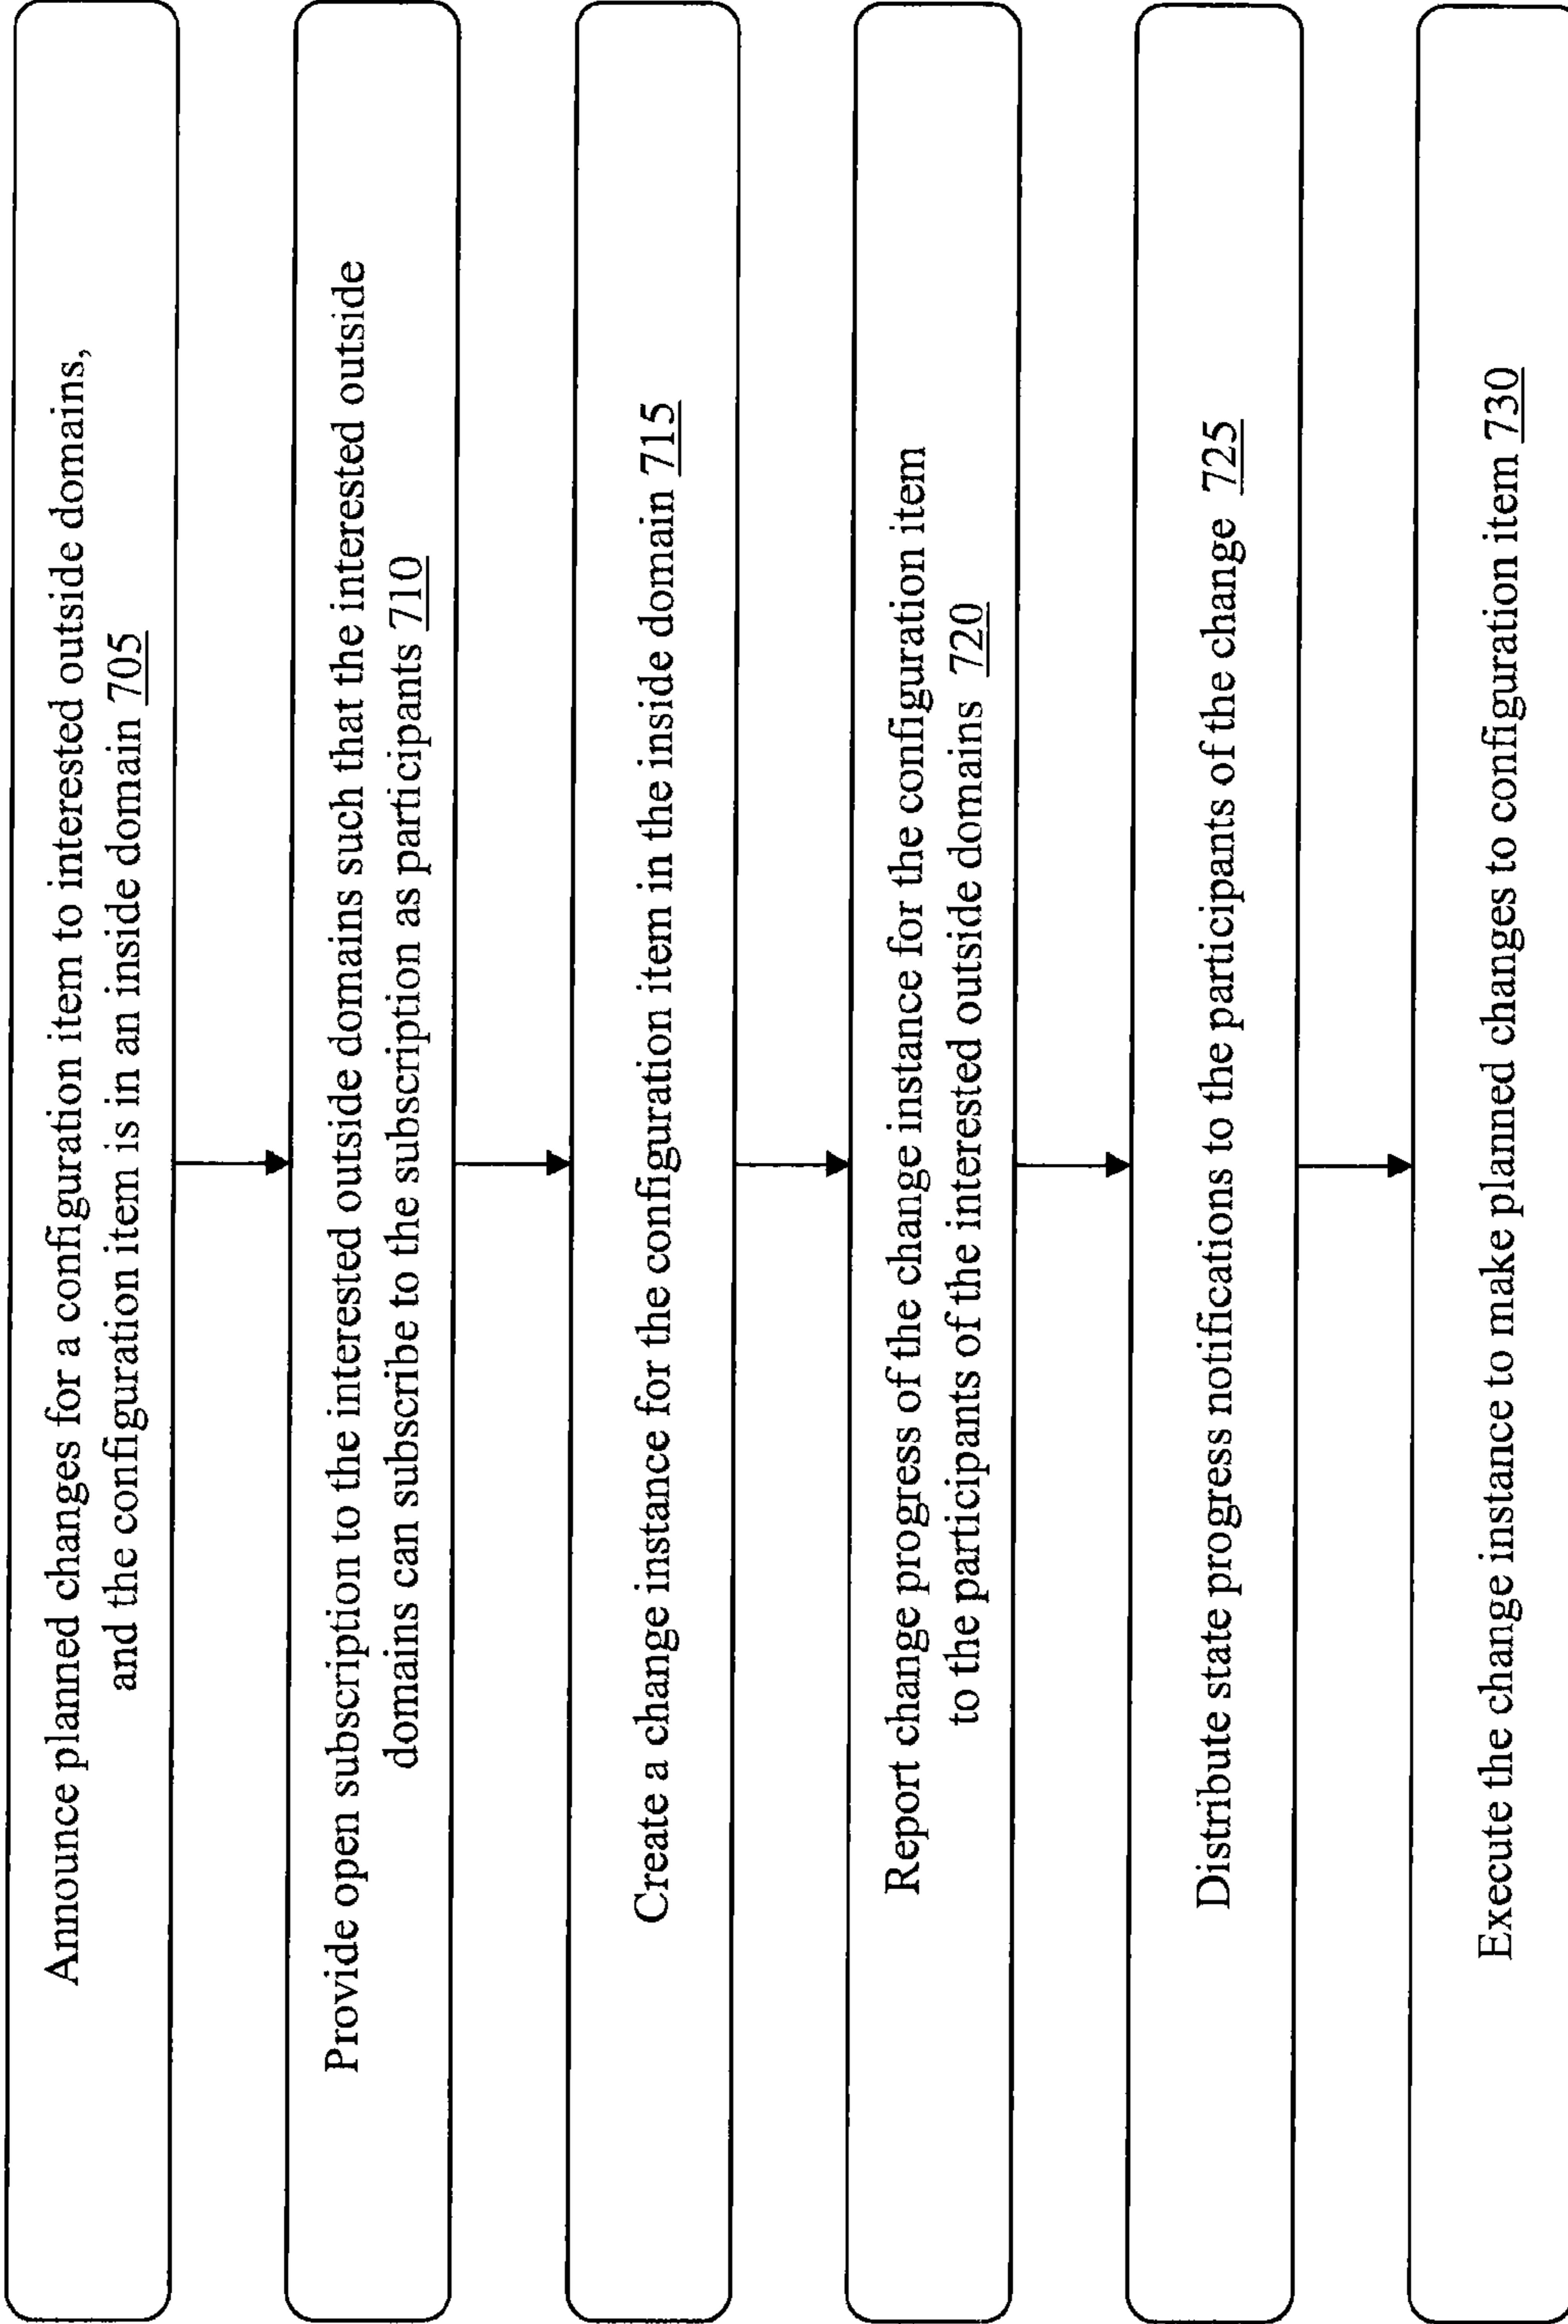 Announce planned changes for a configuration item to interested outside domains,
and the configuration item is in an inside domain 705
Provide open subscription to the interested outside domains such that the interested outside
domains can subscribe to the subscription as participants 710
Create a change instance for the configuration item in the inside domain 715
Report change progress of the change instance for the configuration item
to the participants of the interested outside domains 720
Distribute state progress notifications to the participants of the change 725
Execute the change instance to make planned changes to configuration item 730